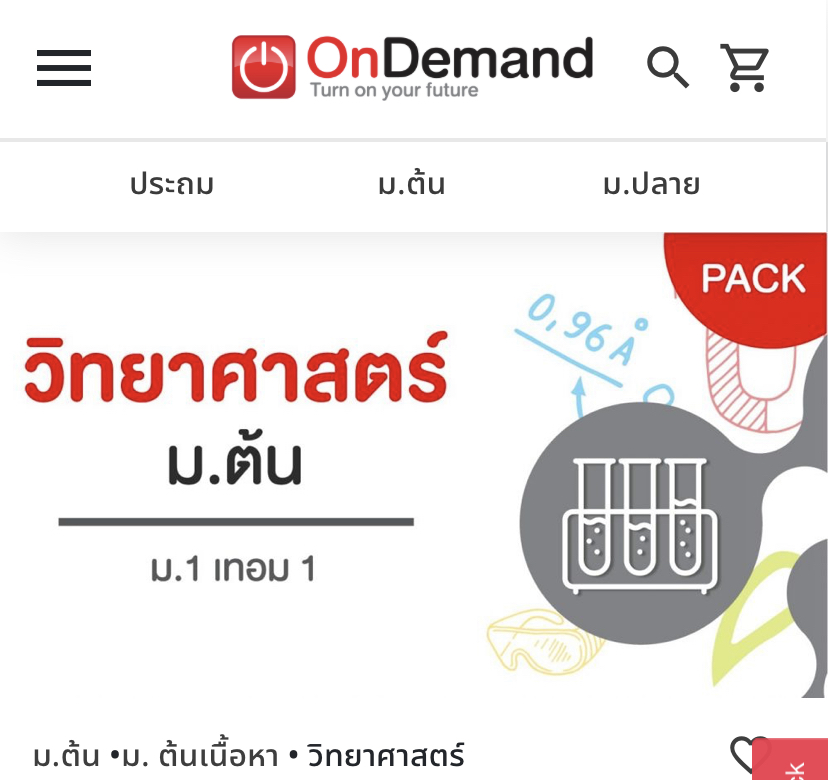 OnDemand
Turn on your future
ประถม ม.ต้น ม.ปลาย
PACK
0,96Å
วิทยาศาสตร์
ม.ต้น
ม.1 เทอม 1
ม.ต้น •ม. ต้นเนื้อหา • วิทยาศาสตร์